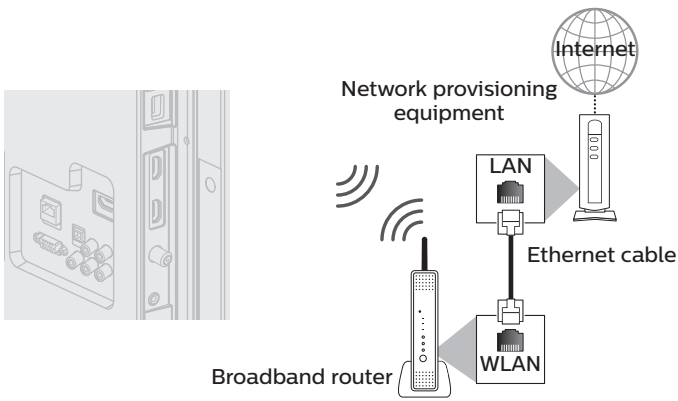 Internet
Network provisioning
equipment
LAN
Ethernet cable
WLAN
Broadband router